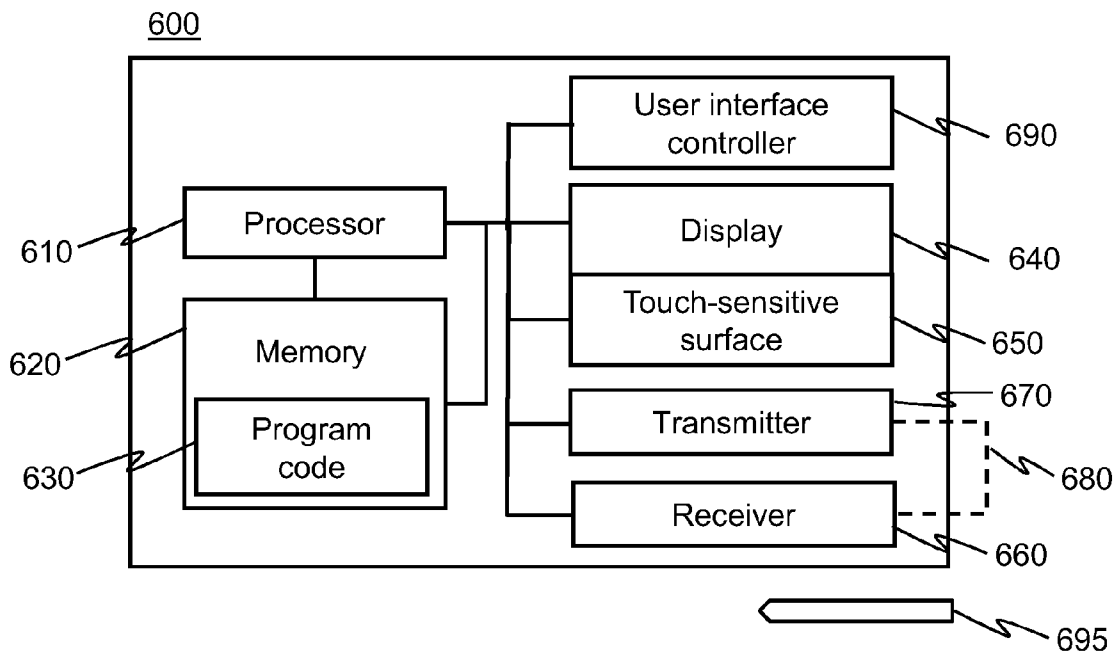 600
User interface
controller
690
Processor
610
Display
640
Touch-sensitive
surface
650
Memory
620
670
Transmitter
Program
code
630
680
Receiver
660
695